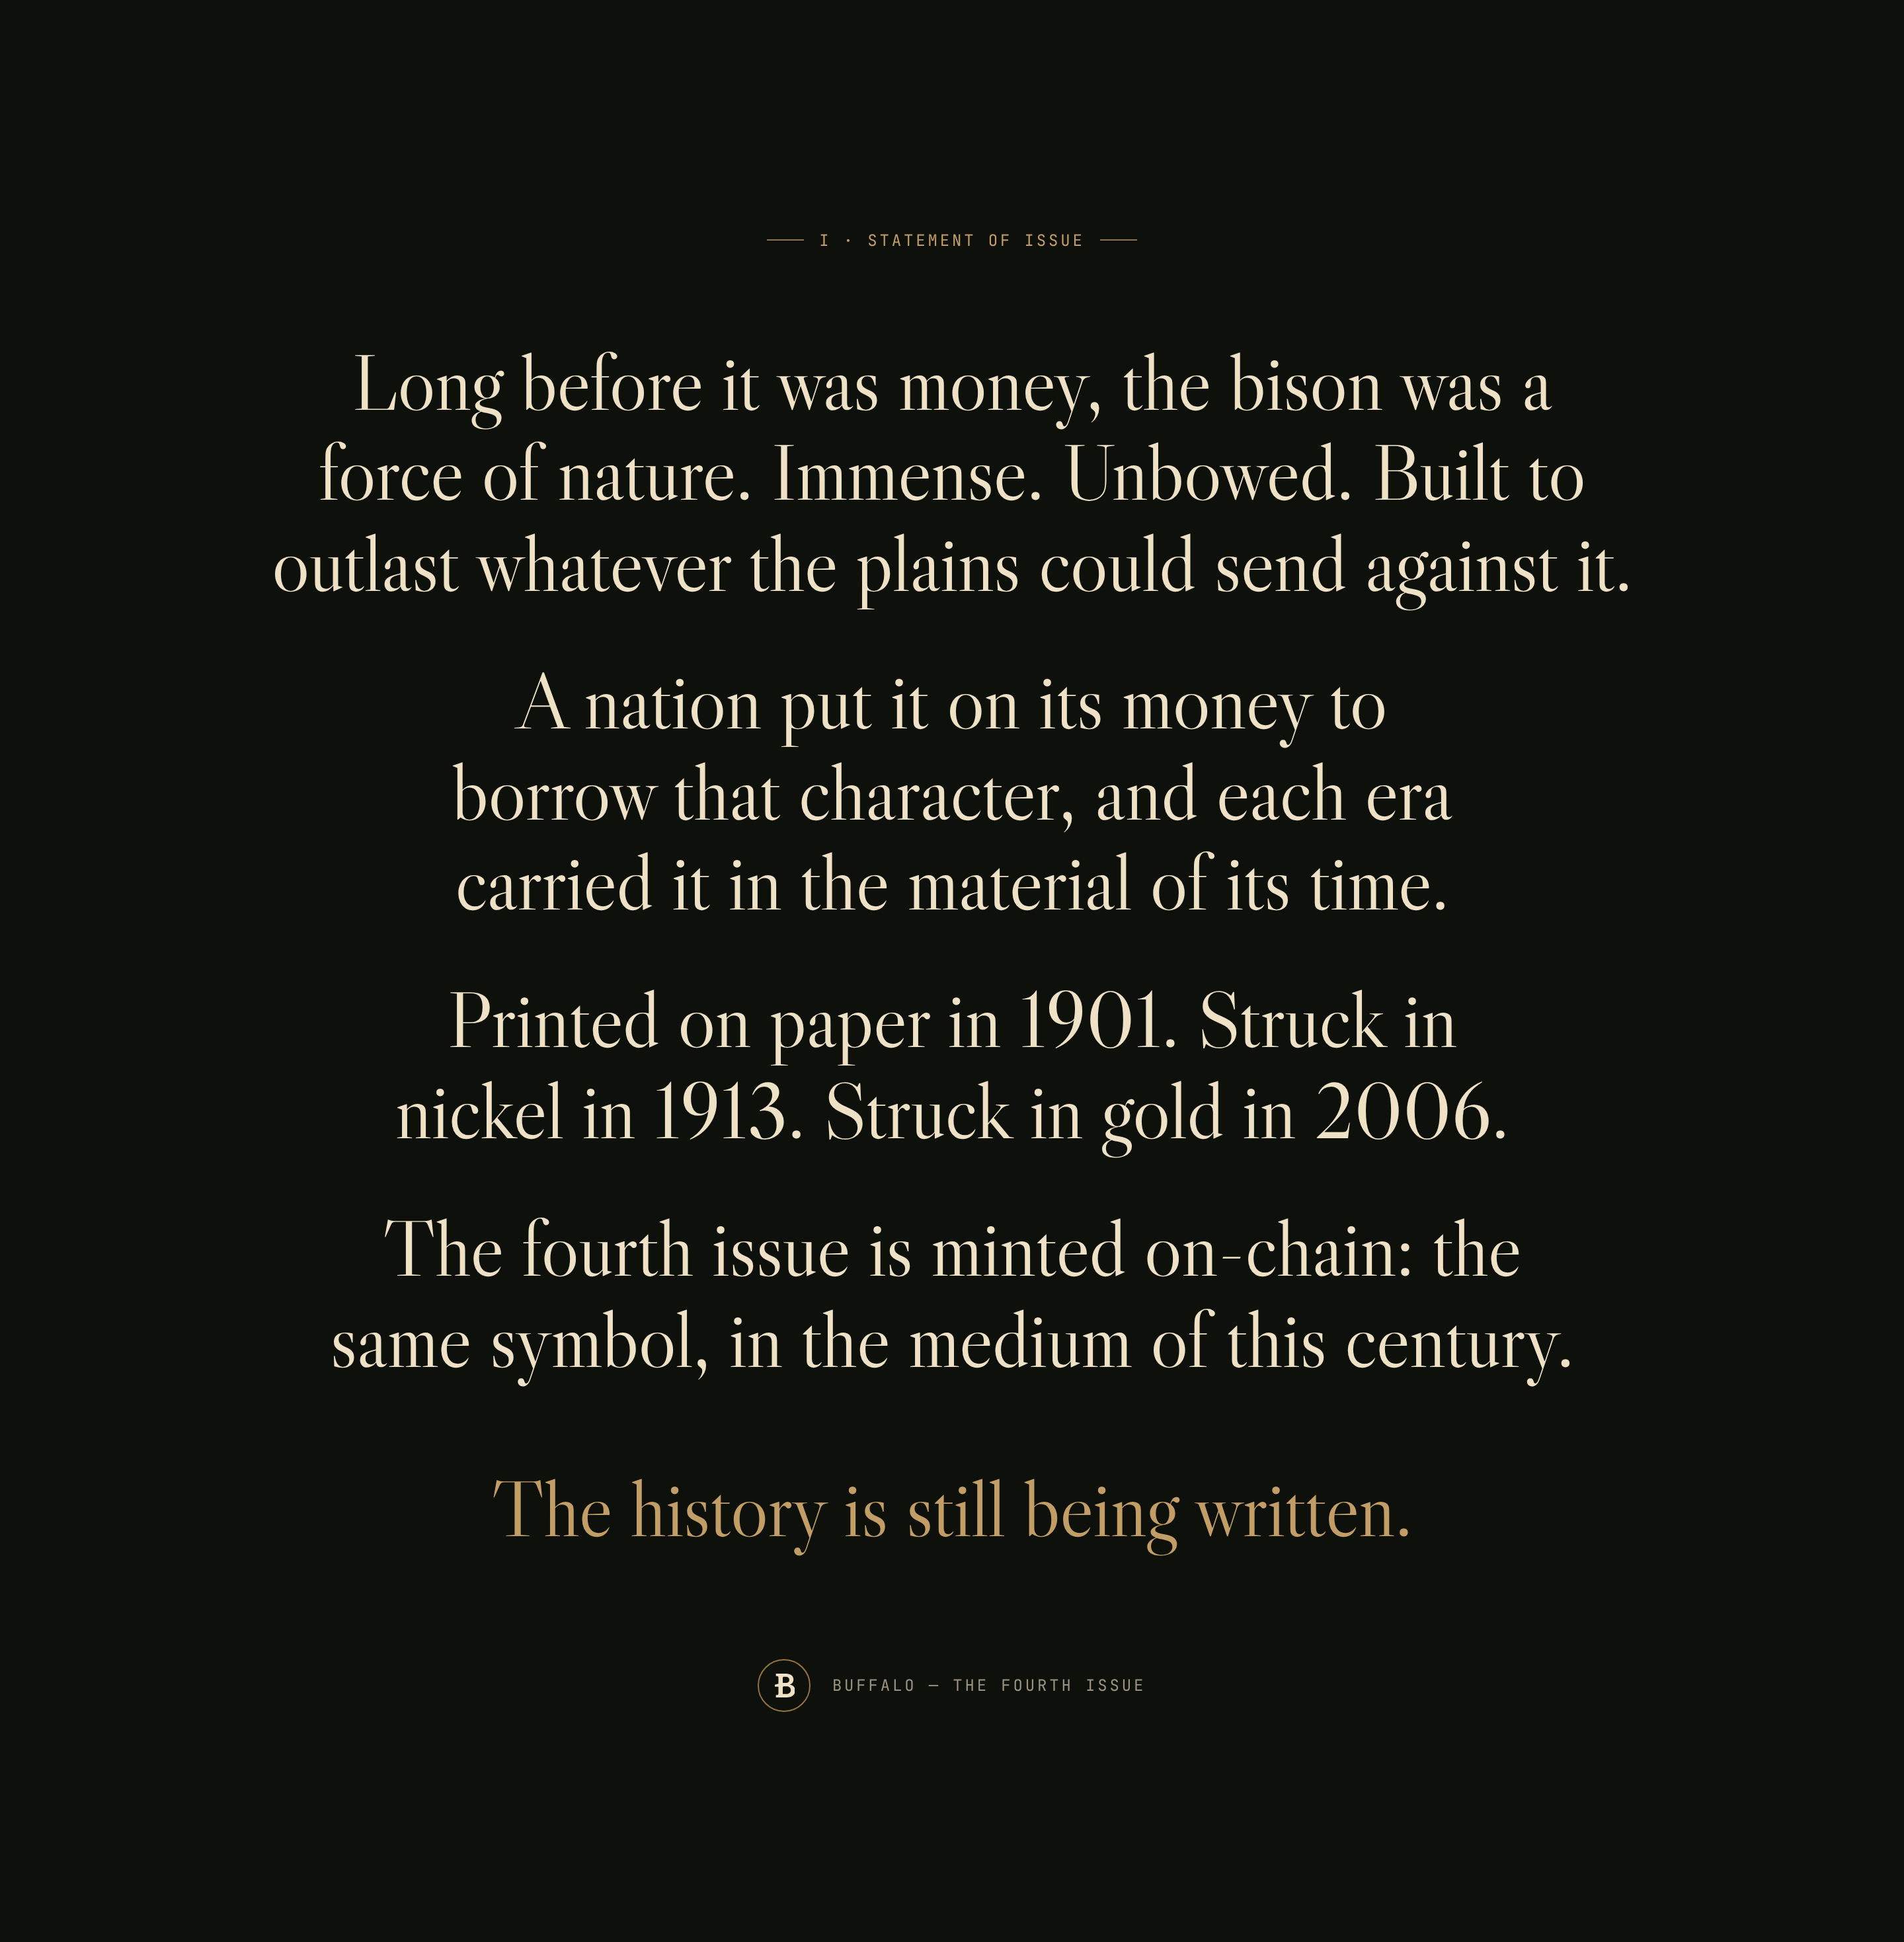 I · STATEMENT OF ISSUE
Long before it was money, the bison was a
force of nature. Immense. Unbowed. Built to
outlast whatever the plains could send against it.
A nation put it on its money to
borrow that character, and each era
carried it in the material of its time.
Printed on paper in 1901. Struck in
nickel in 1913. Struck in gold in 2006.
The fourth issue is minted on-chain: the
same symbol, in the medium of this century.
The history is still being written.
B BUFFALO — THE FOURTH ISSUE